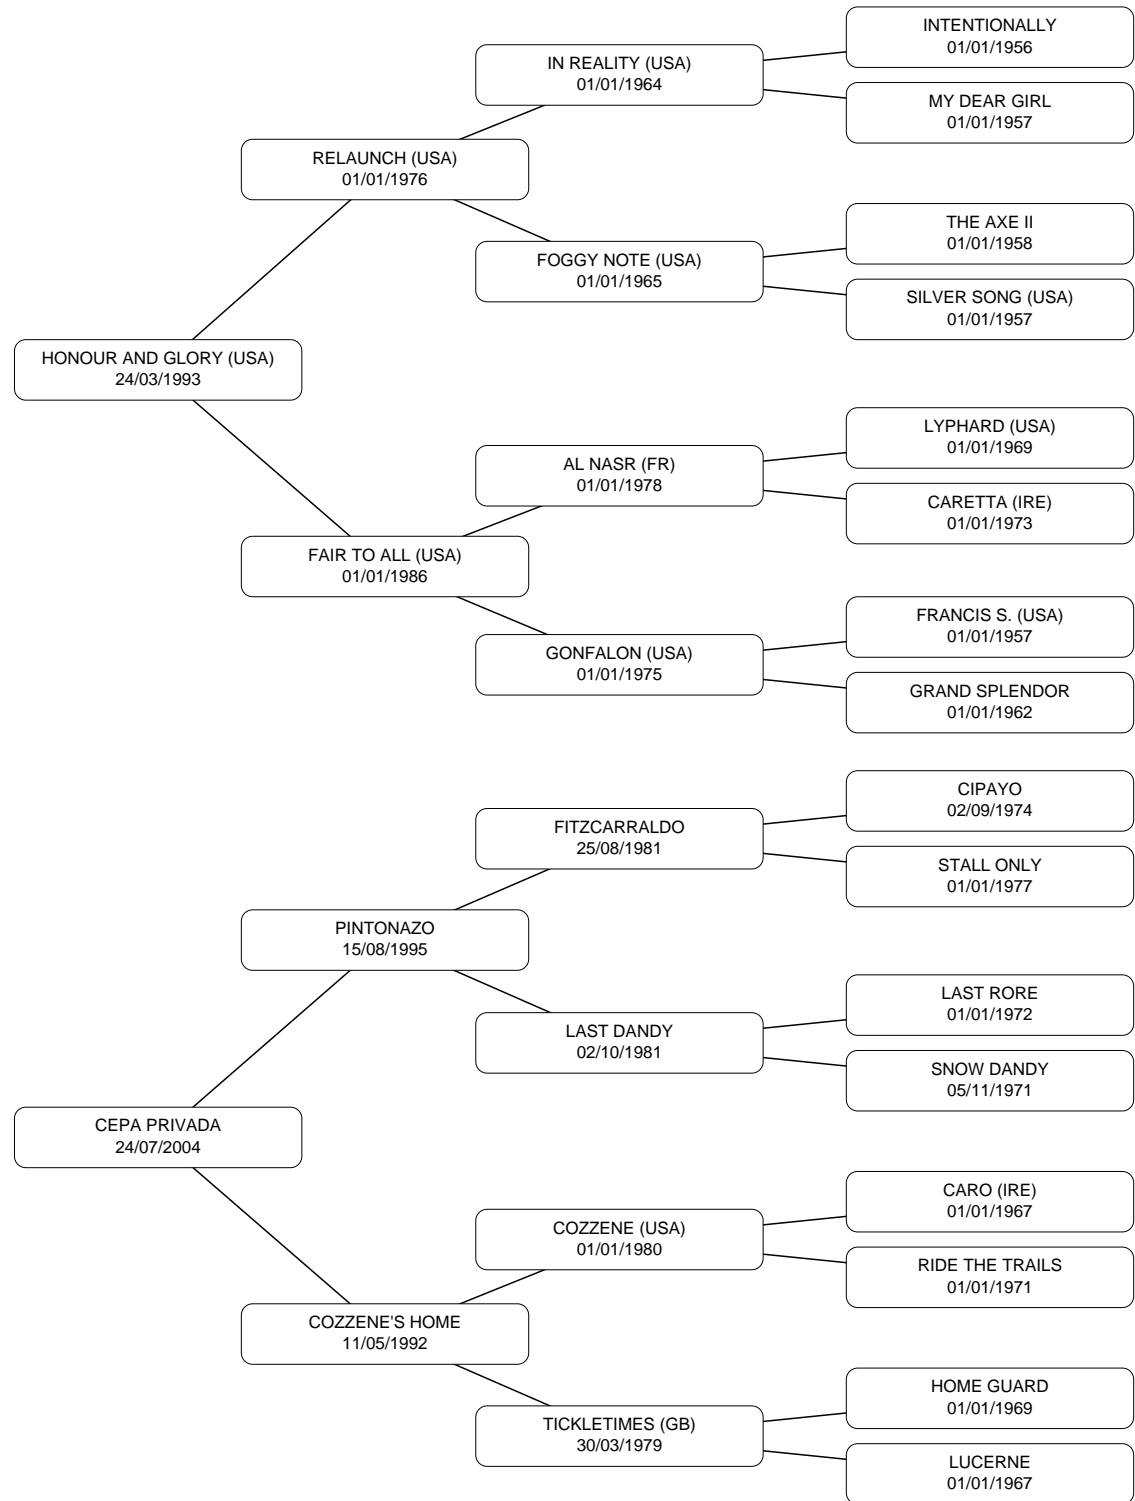 INTENTIONALLY
01/01/1956
IN REALITY (USA)
01/01/1964
MY DEAR GIRL
01/01/1957
RELAUNCH (USA)
01/01/1976
THE AXE II
01/01/1958
FOGGY NOTE (USA)
01/01/1965
SILVER SONG (USA)
01/01/1957
HONOUR AND GLORY (USA)
24/03/1993
LYPHARD (USA)
01/01/1969
AL NASR (FR)
01/01/1978
CARETTA (IRE)
01/01/1973
FAIR TO ALL (USA)
01/01/1986
FRANCIS S. (USA)
01/01/1957
GONFALON (USA)
01/01/1975
GRAND SPLENDOR
01/01/1962
CIPAYO
02/09/1974
FITZCARRALDO
25/08/1981
STALL ONLY
01/01/1977
PINTONAZO
15/08/1995
LAST RORE
01/01/1972
LAST DANDY
02/10/1981
SNOW DANDY
05/11/1971
CEPA PRIVADA
24/07/2004
CARO (IRE)
01/01/1967
COZZENE (USA)
01/01/1980
RIDE THE TRAILS
01/01/1971
COZZENE'S HOME
11/05/1992
HOME GUARD
01/01/1969
TICKLETIMES (GB)
30/03/1979
LUCERNE
01/01/1967